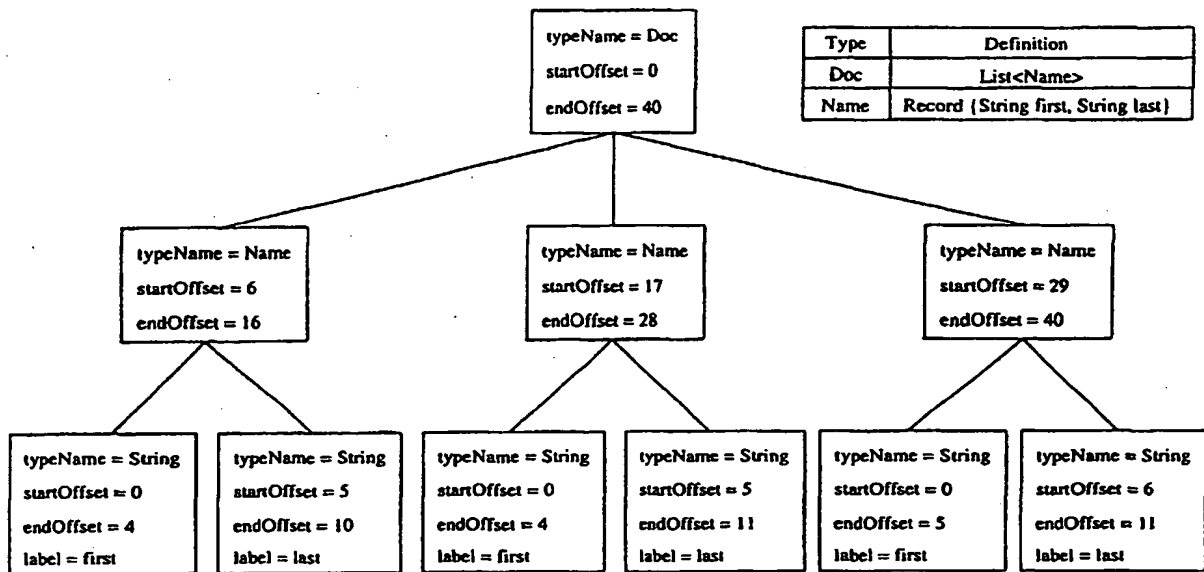 typeName = Doc
startOffset = 0
endOffset = 40
Type Definition
Doc List<Name>
Name Record {String first, String last}
typeName = Name
startOffset = 6
endOffset = 16
typeName = Name
startOffset = 17
endOffset = 28
typeName = Name
startOffset = 29
endOffset = 40
typeName = String
startOffset = 0
endOffset = 4
label = first
typeName = String
startOffset = 5
endOffset = 10
label = last
typeName = String
startOffset = 0
endOffset = 4
label = first
typeName = String
startOffset = 5
endOffset = 11
label = last
typeName = String
startOffset = 0
endOffset = 5
label = first
typeName = String
startOffset = 6
endOffset = 11
label = last